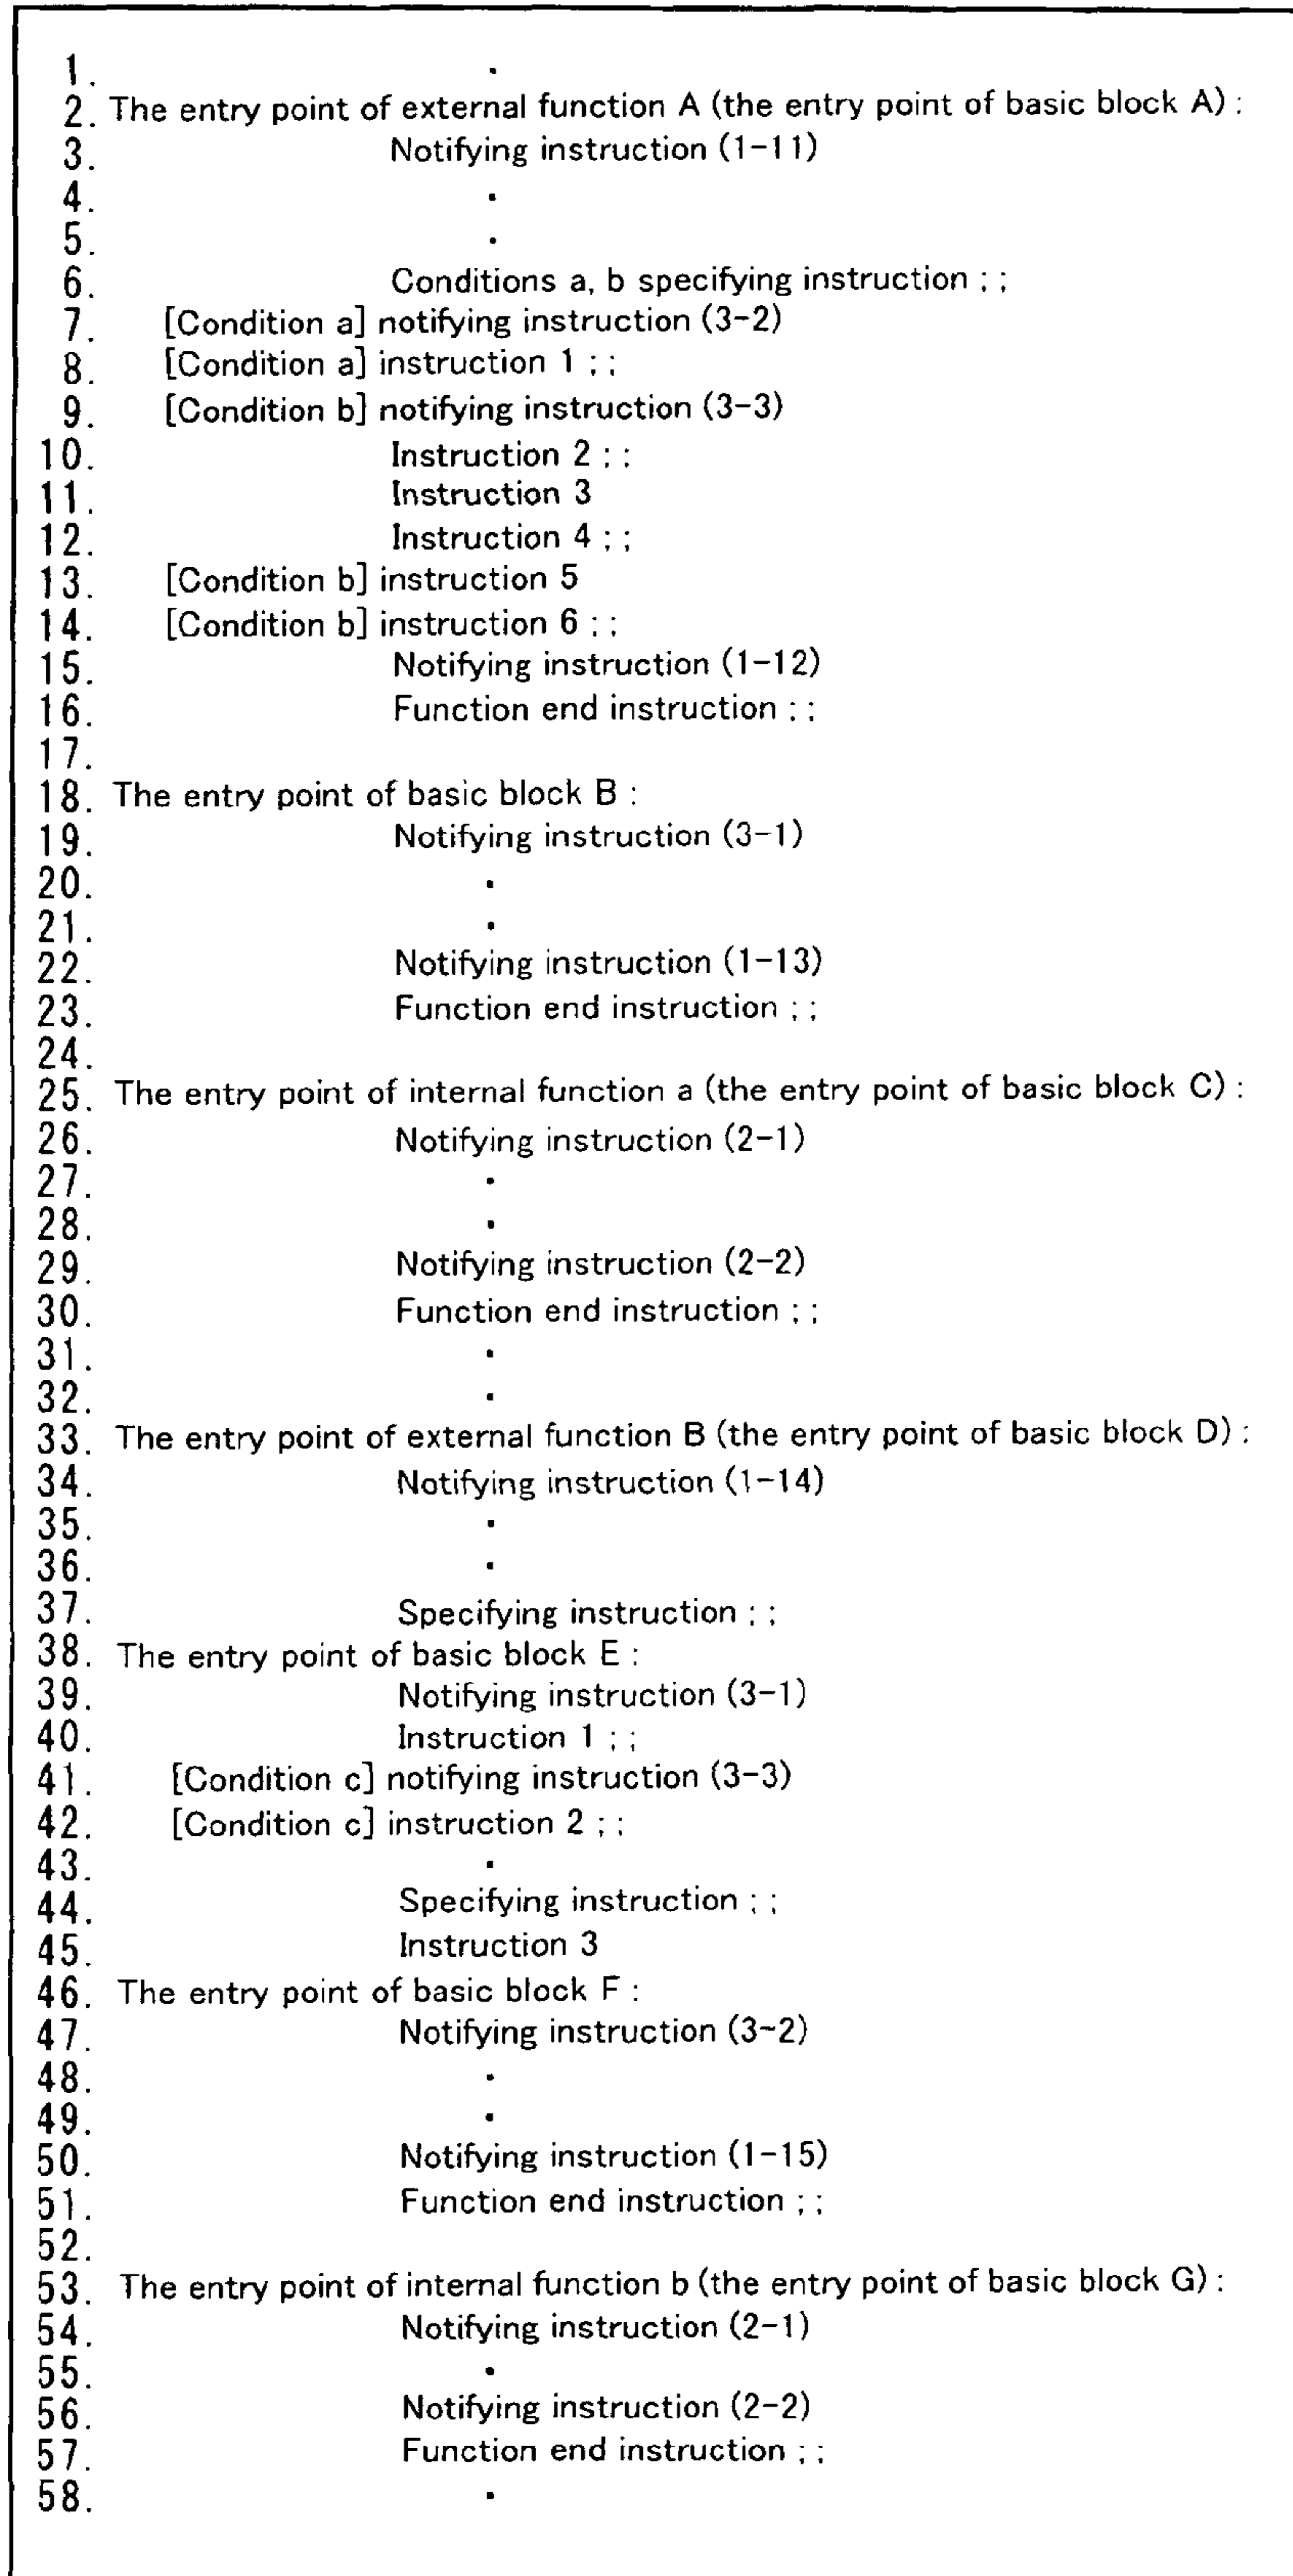 1. .
2. The entry point of external function A (the entry point of basic block A) :
3. Notifying instruction (1-11)
4. .
5. .
6. Conditions a, b specifying instruction ; ;
7. [Condition a] notifying instruction (3-2)
8. [Condition a] instruction 1 ; ;
9. [Condition b] notifying instruction (3-3)
10. Instruction 2 ; ;
11. Instruction 3
12. Instruction 4 ; ;
13. [Condition b] instruction 5
14. [Condition b] instruction 6 ; ;
15. Notifying instruction (1-12)
16. Function end instruction ; ;
17.
18. The entry point of basic block B :
19. Notifying instruction (3-1)
20. .
21. .
22. Notifying instruction (1-13)
23. Function end instruction ; ;
24.
25. The entry point of internal function a (the entry point of basic block C) :
26. Notifying instruction (2-1)
27. .
28. .
29. Notifying instruction (2-2)
30. Function end instruction ; ;
31. .
32. .
33. The entry point of external function B (the entry point of basic block D) :
34. Notifying instruction (1-14)
35. .
36. .
37. Specifying instruction ; ;
38. The entry point of basic block E :
39. Notifying instruction (3-1)
40. Instruction 1 ; ;
41. [Condition c] notifying instruction (3-3)
42. [Condition c] instruction 2 ; ;
43. .
44. Specifying instruction ; ;
45. Instruction 3
46. The entry point of basic block F :
47. Notifying instruction (3-2)
48. .
49. .
50. Notifying instruction (1-15)
51. Function end instruction ; ;
52.
53. The entry point of internal function b (the entry point of basic block G) :
54. Notifying instruction (2-1)
55. .
56. Notifying instruction (2-2)
57. Function end instruction ; ;
58. .